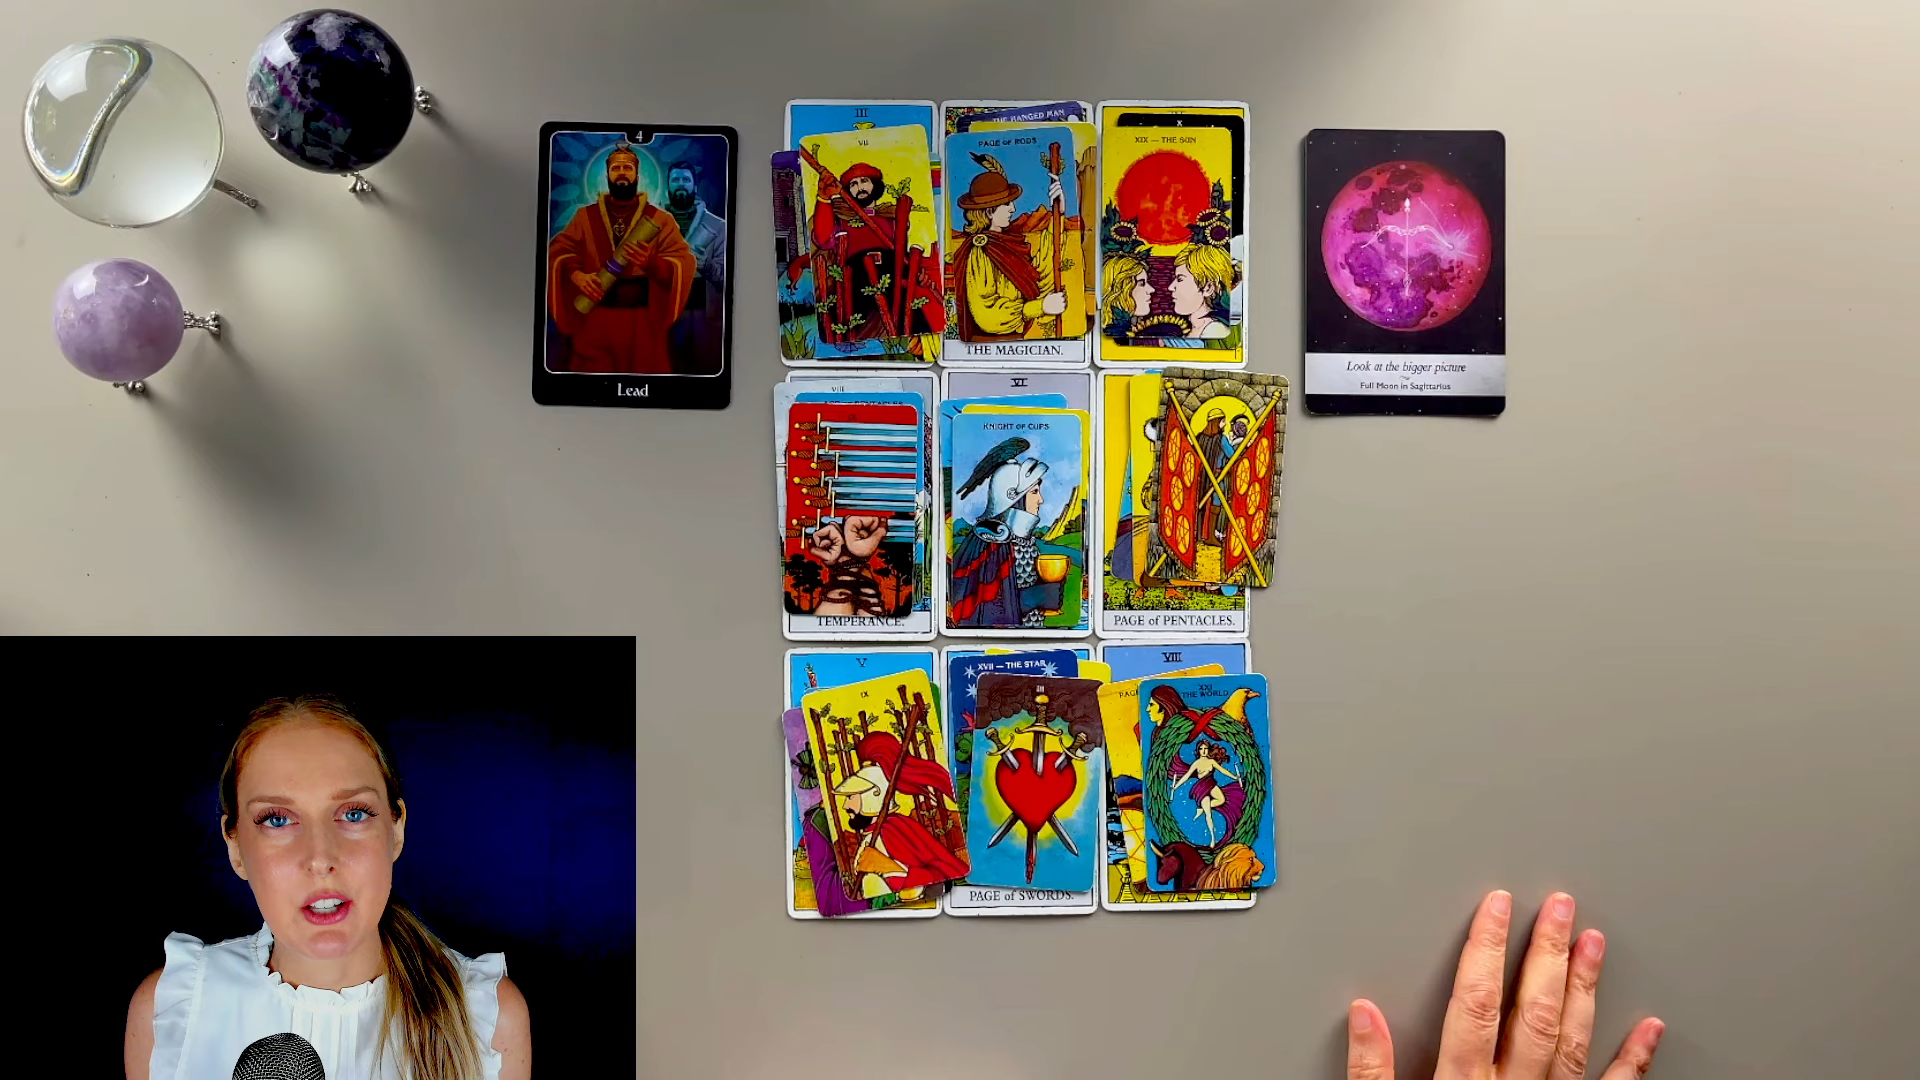 4
Lead
III
VII
THE HANGED MAN
PAGE OF RODS
THE MAGICIAN.
X
XIX — THE SUN
Look at the bigger picture
Full Moon in Sagittarius
VIII
TEMPERANCE.
VI
KNIGHT OF CUPS
X
PAGE of PENTACLES.
V
IX
XVII — THE STAR
III
PAGE of SWORDS.
VIII
PAG
XXI
THE WORLD